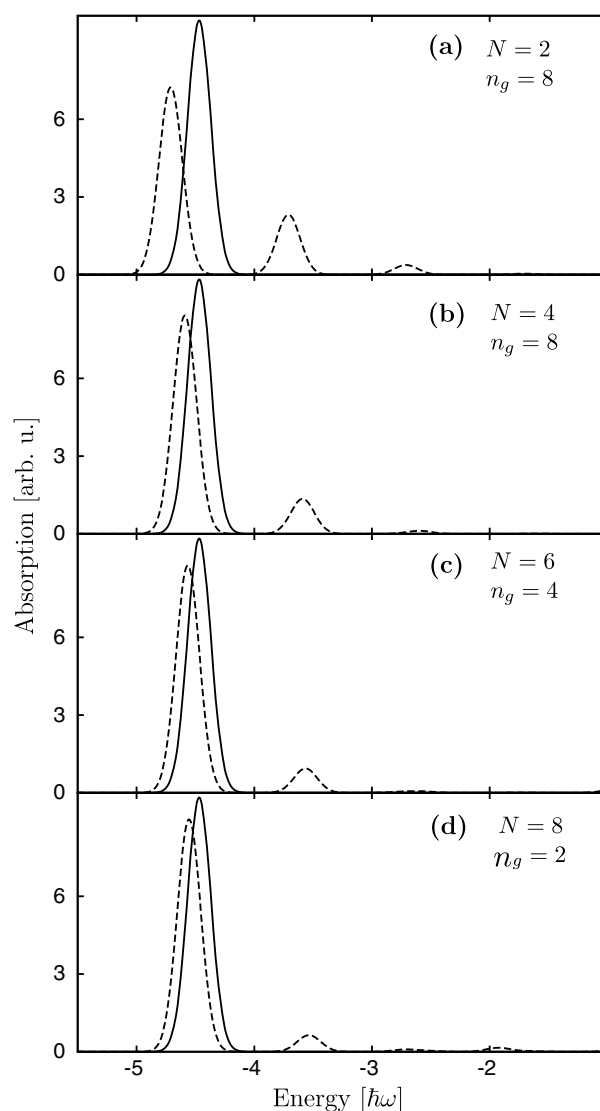 (a) N = 2
n_g = 8
6
3
0
(b) N = 4
n_g = 8
6
3
0
(c) N = 6
n_g = 4
6
3
0
(d) N = 8
n_g = 2
6
3
0
-5 -4 -3 -2
Absorption [arb. u.]
Energy [ℏω]